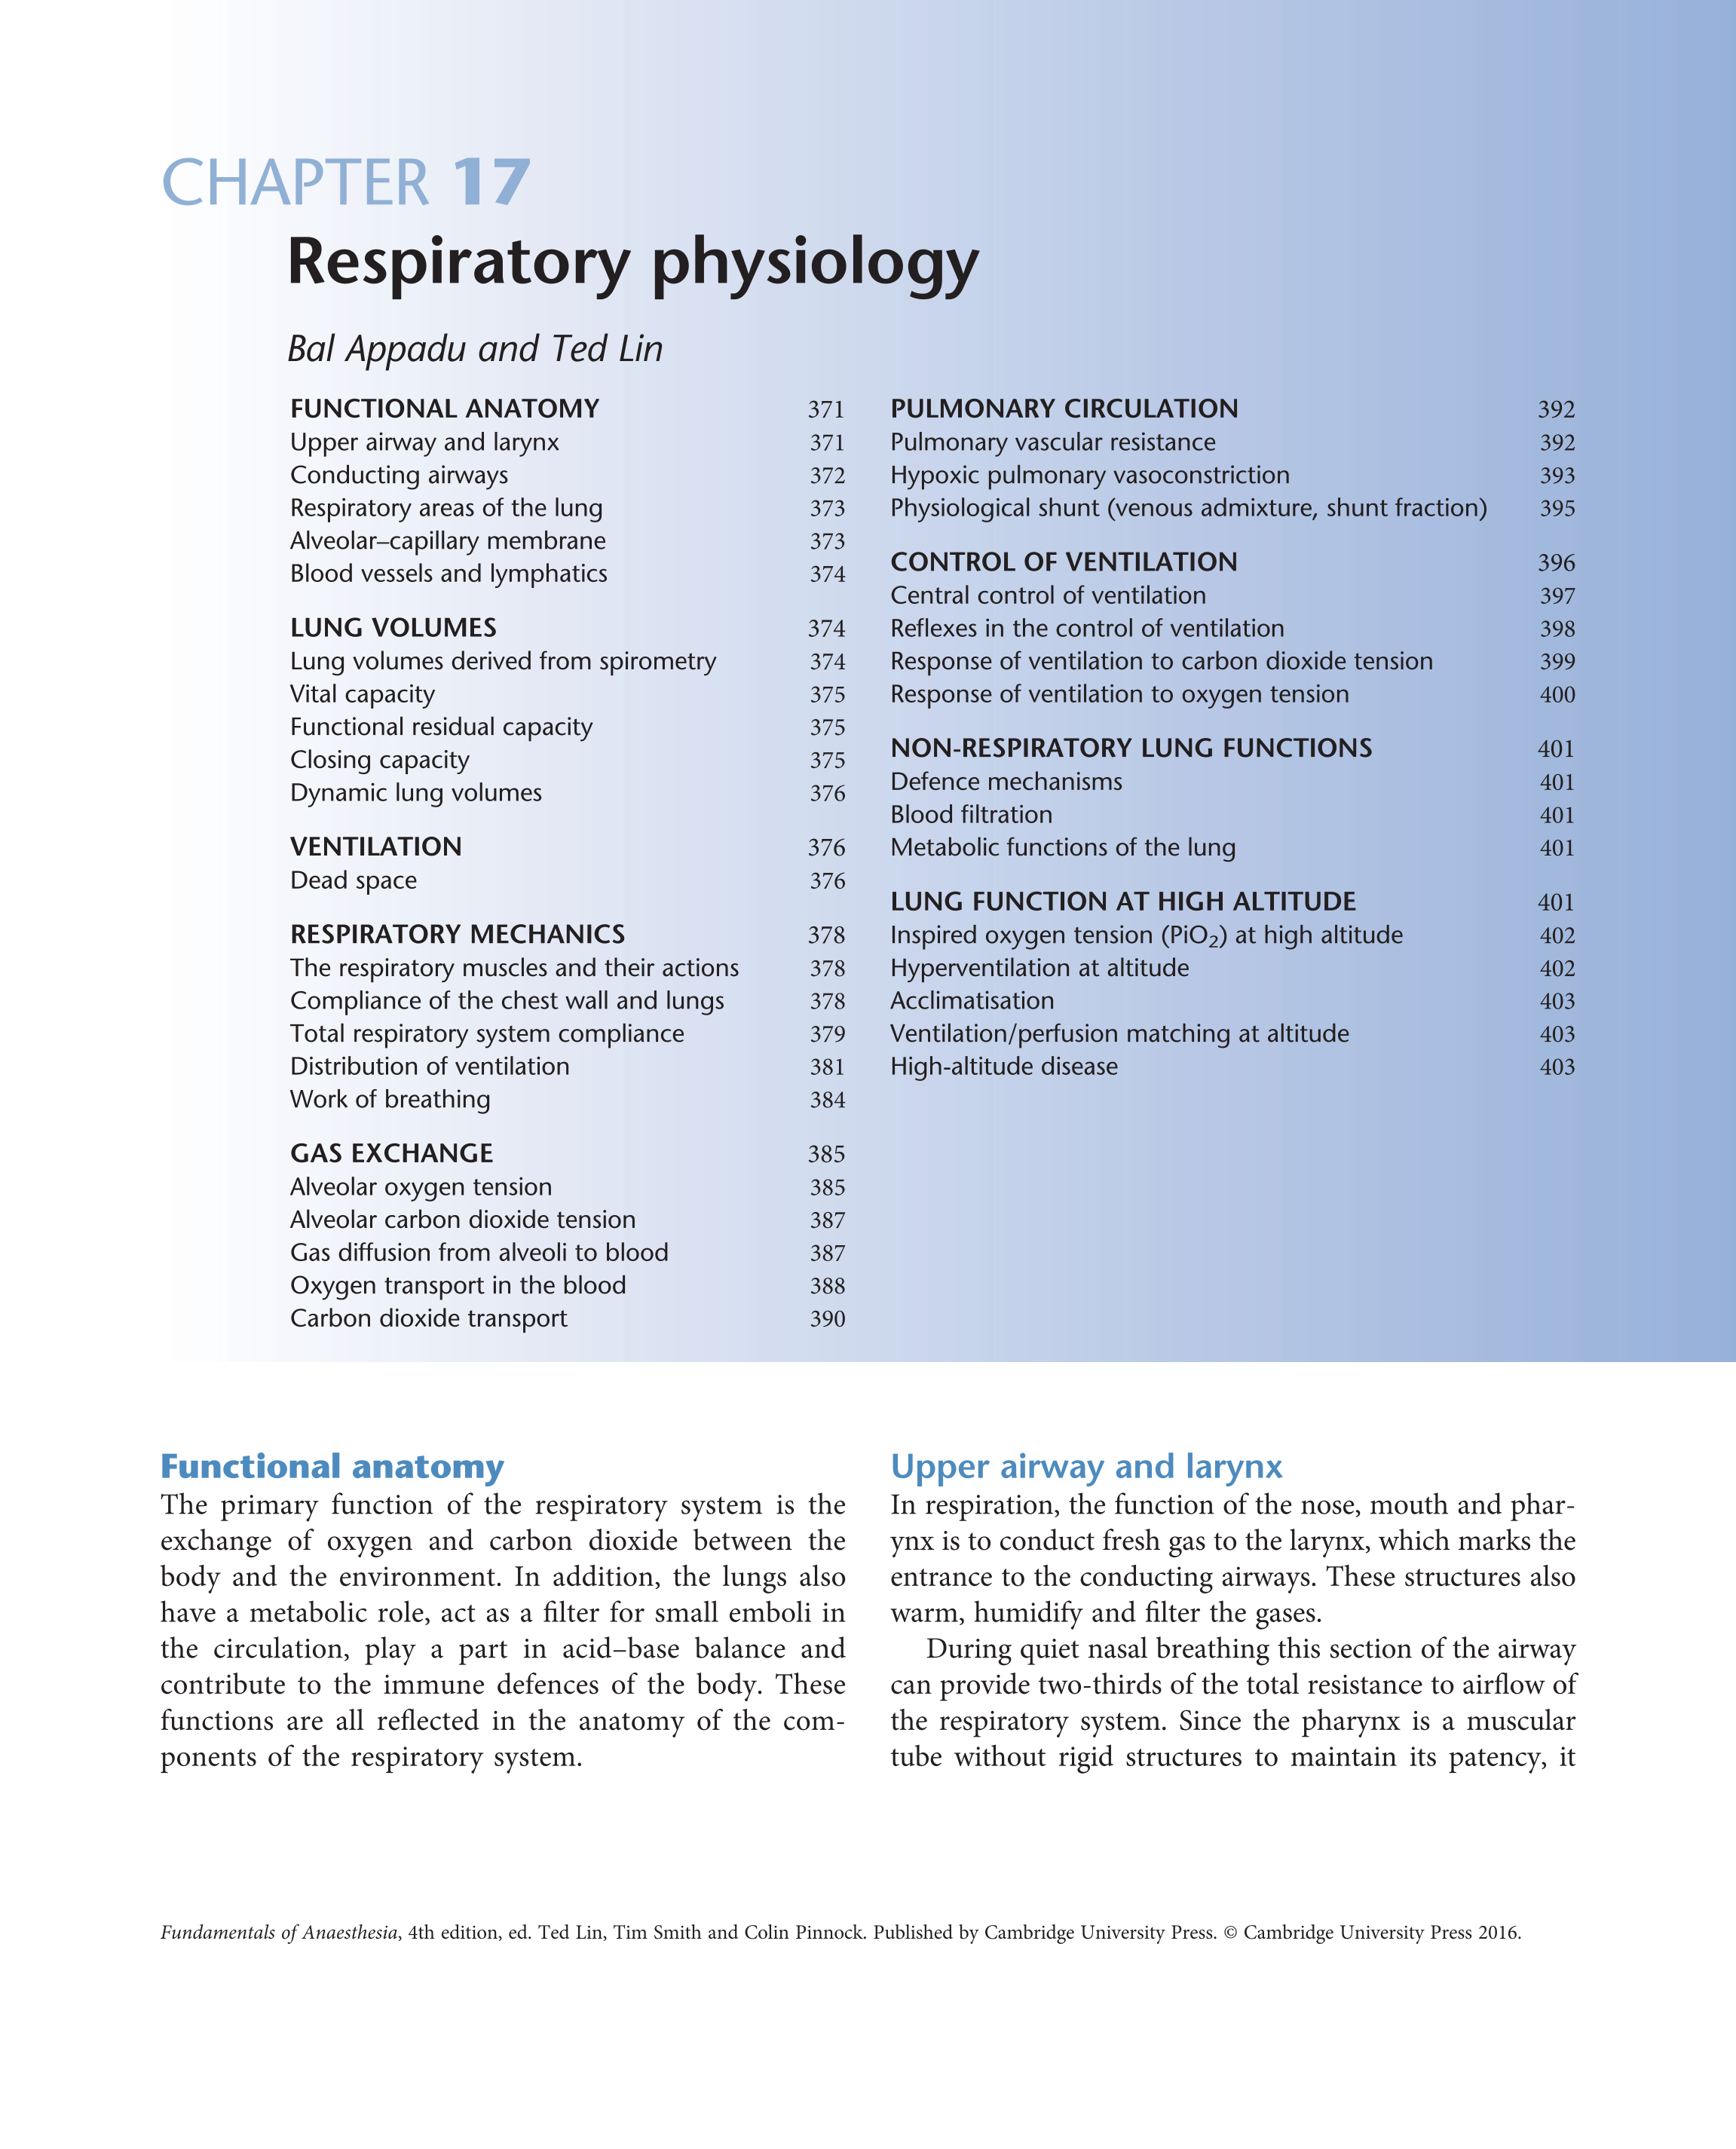 CHAPTER 17
Respiratory physiology
Bal Appadu and Ted Lin
FUNCTIONAL ANATOMY 371
Upper airway and larynx 371
Conducting airways 372
Respiratory areas of the lung 373
Alveolar–capillary membrane 373
Blood vessels and lymphatics 374
LUNG VOLUMES 374
Lung volumes derived from spirometry 374
Vital capacity 375
Functional residual capacity 375
Closing capacity 375
Dynamic lung volumes 376
VENTILATION 376
Dead space 376
RESPIRATORY MECHANICS 378
The respiratory muscles and their actions 378
Compliance of the chest wall and lungs 378
Total respiratory system compliance 379
Distribution of ventilation 381
Work of breathing 384
GAS EXCHANGE 385
Alveolar oxygen tension 385
Alveolar carbon dioxide tension 387
Gas diffusion from alveoli to blood 387
Oxygen transport in the blood 388
Carbon dioxide transport 390
PULMONARY CIRCULATION 392
Pulmonary vascular resistance 392
Hypoxic pulmonary vasoconstriction 393
Physiological shunt (venous admixture, shunt fraction) 395
CONTROL OF VENTILATION 396
Central control of ventilation 397
Reflexes in the control of ventilation 398
Response of ventilation to carbon dioxide tension 399
Response of ventilation to oxygen tension 400
NON-RESPIRATORY LUNG FUNCTIONS 401
Defence mechanisms 401
Blood filtration 401
Metabolic functions of the lung 401
LUNG FUNCTION AT HIGH ALTITUDE 401
Inspired oxygen tension (PiO₂) at high altitude 402
Hyperventilation at altitude 402
Acclimatisation 403
Ventilation/perfusion matching at altitude 403
High-altitude disease 403
Functional anatomy
The primary function of the respiratory system is the
exchange of oxygen and carbon dioxide between the
body and the environment. In addition, the lungs also
have a metabolic role, act as a filter for small emboli in
the circulation, play a part in acid–base balance and
contribute to the immune defences of the body. These
functions are all reflected in the anatomy of the com-
ponents of the respiratory system.
Upper airway and larynx
In respiration, the function of the nose, mouth and phar-
ynx is to conduct fresh gas to the larynx, which marks the
entrance to the conducting airways. These structures also
warm, humidify and filter the gases.
During quiet nasal breathing this section of the airway
can provide two-thirds of the total resistance to airflow of
the respiratory system. Since the pharynx is a muscular
tube without rigid structures to maintain its patency, it
Fundamentals of Anaesthesia, 4th edition, ed. Ted Lin, Tim Smith and Colin Pinnock. Published by Cambridge University Press. © Cambridge University Press 2016.